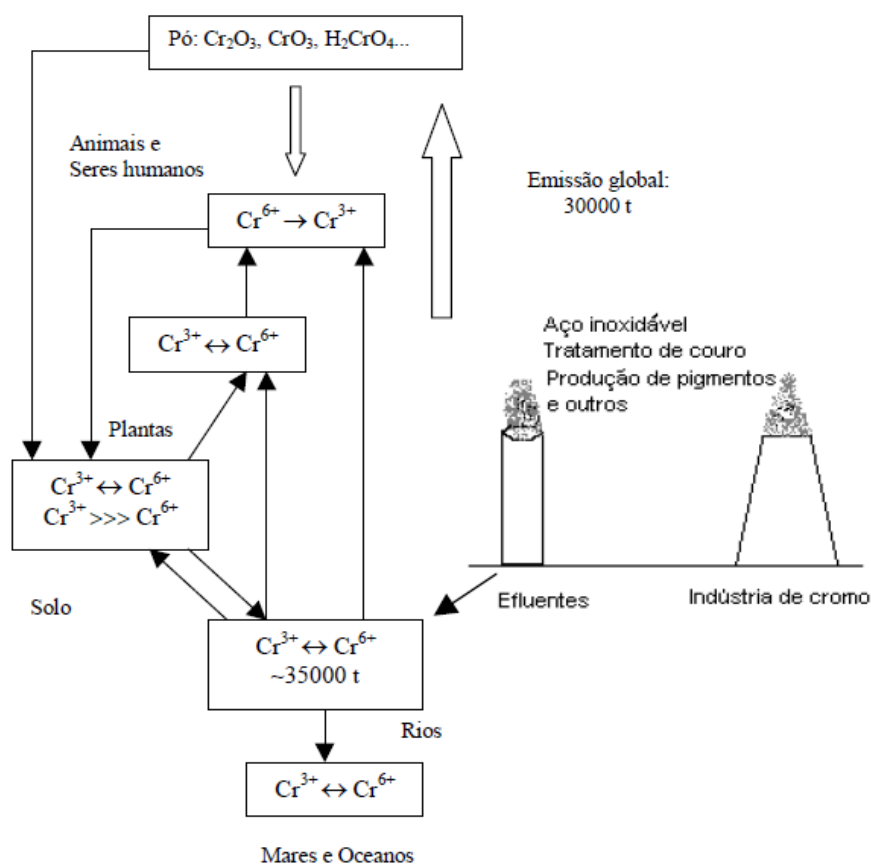 Pó: Cr₂O₃, CrO₃, H₂CrO₄...
Animais e
Seres humanos
Emissão global:
30000 t
Cr⁶⁺ → Cr³⁺
Cr³⁺ ↔ Cr⁶⁺
Aço inoxidável
Tratamento de couro
Produção de pigmentos
e outros
Plantas
Cr³⁺ ↔ Cr⁶⁺
Cr³⁺ >>> Cr⁶⁺
Solo
Efluentes
Indústria de cromo
Cr³⁺ ↔ Cr⁶⁺
~35000 t
Rios
Cr³⁺ ↔ Cr⁶⁺
Mares e Oceanos